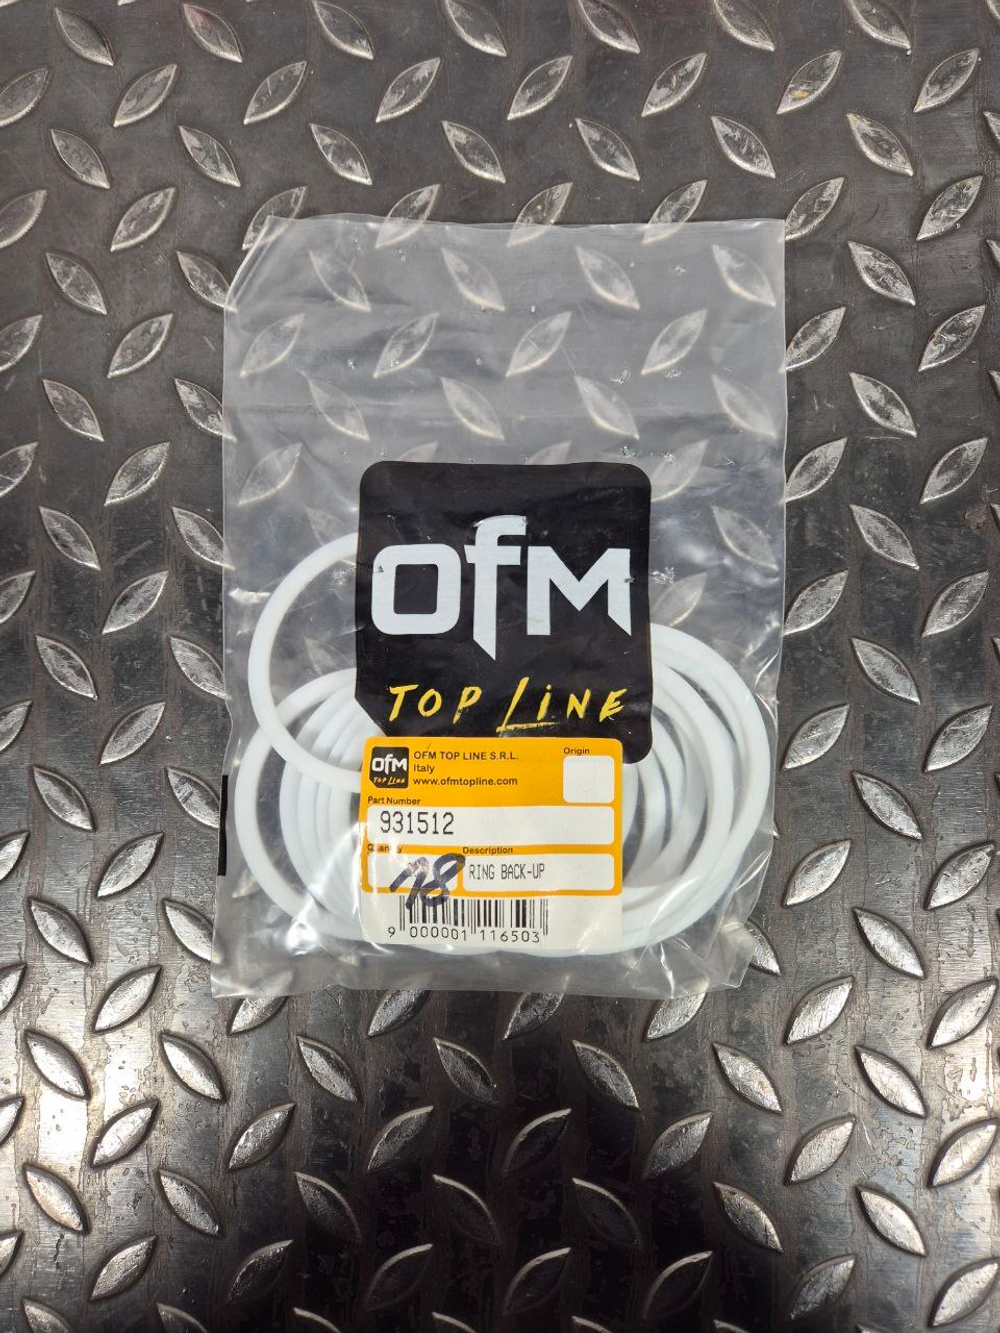 OfM
TOP LiNE
OfM
TOP LiNE
OFM TOP LINE S.R.L.
Italy
www.ofmtopline.com
Origin
Part Number
931512
Quantity
Description
18
RING BACK-UP
9 000001 116503